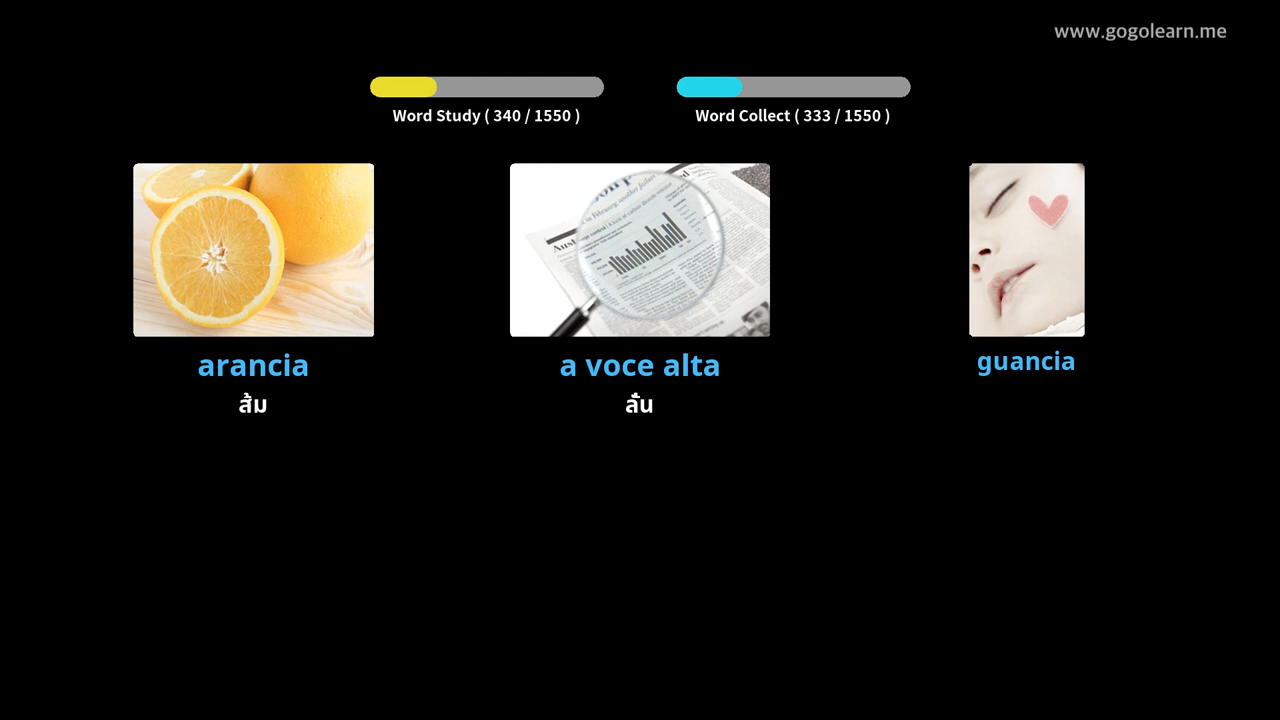 www.gogolearn.me
Word Study ( 340 / 1550 )
Word Collect ( 333 / 1550 )
arancia
a voce alta
guancia
ส้ม
ลั่น